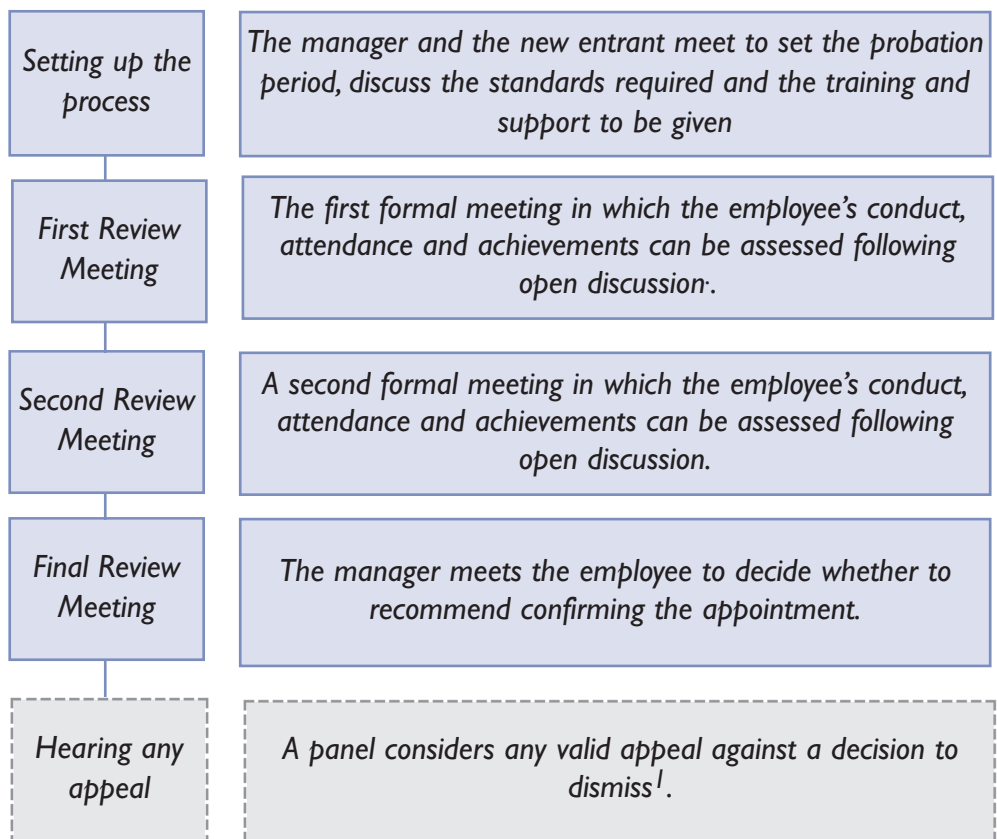 Setting up the
process
The manager and the new entrant meet to set the probation
period, discuss the standards required and the training and
support to be given
First Review
Meeting
The first formal meeting in which the employee's conduct,
attendance and achievements can be assessed following
open discussion·.
Second Review
Meeting
A second formal meeting in which the employee's conduct,
attendance and achievements can be assessed following
open discussion.
Final Review
Meeting
The manager meets the employee to decide whether to
recommend confirming the appointment.
Hearing any
appeal
A panel considers any valid appeal against a decision to
dismiss¹.